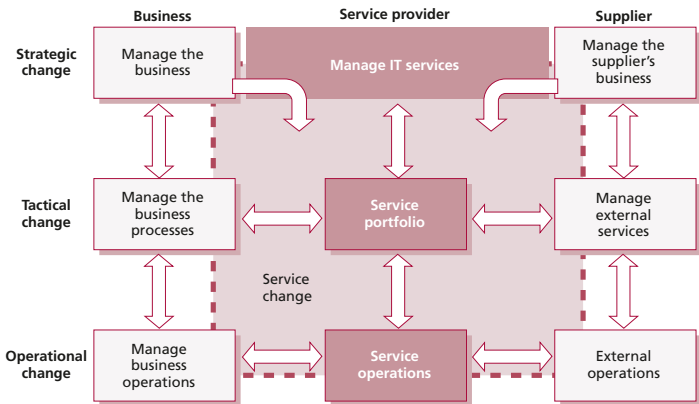 Business
Service provider
Supplier
Strategic
change
Manage the
business
Manage IT services
Manage the
supplier’s
business
Tactical
change
Manage the
business
processes
Service
portfolio
Manage
external
services
Service
change
Operational
change
Manage
business
operations
Service
operations
External
operations